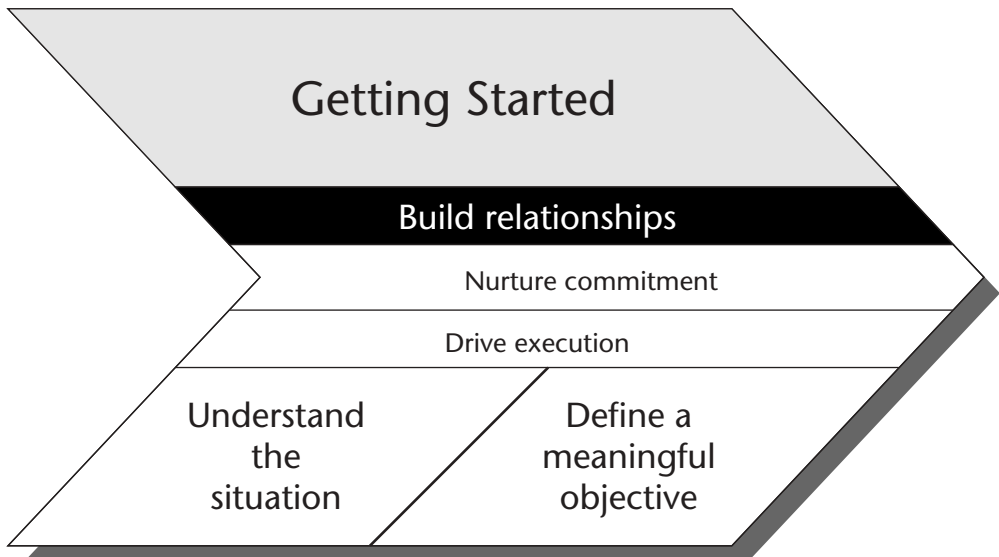 Getting Started
Build relationships
Nurture commitment
Drive execution
Understand
the
situation
Define a
meaningful
objective